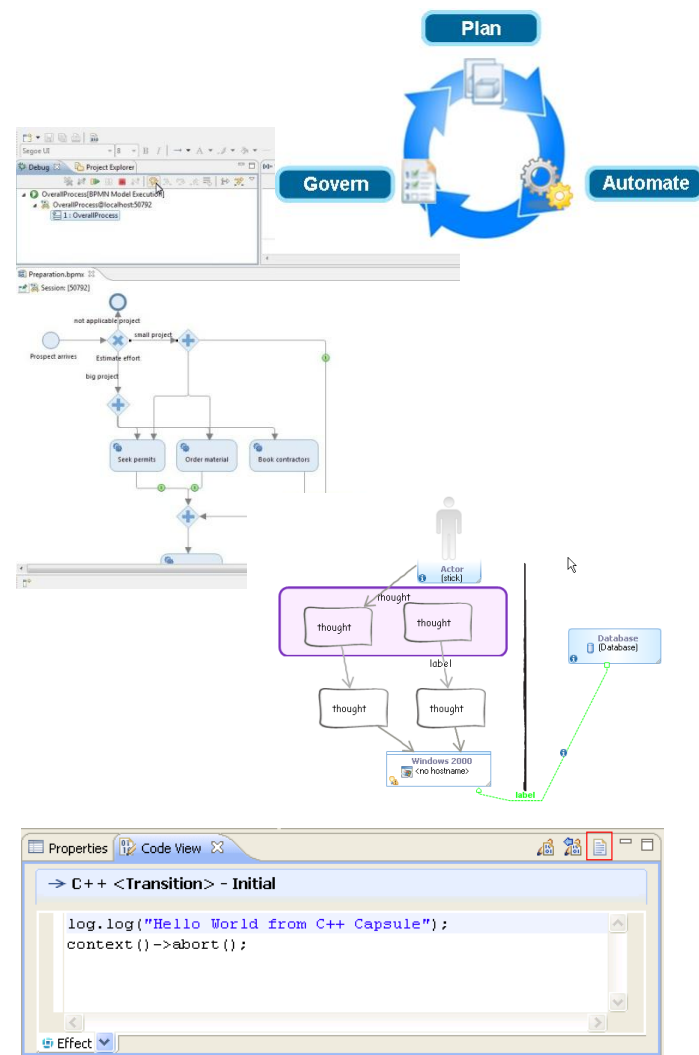 Plan
Govern
Automate
Segoe UI
8
B I
A
Debug
Project Explorer
OverallProcess[BPMN Model Execution]
OverallProcess@localhost:50792
1 : OverallProcess
Preparation.bpmx
Session: [50792]
not applicable project
small project
Prospect arrives
Estimate effort
big project
Seek permits
Order material
Book contractors
Actor
(stick)
thought
thought
thought
label
Database
(Database)
thought
thought
Windows 2000
<no hostname>
label
Properties
Code View
C++ <Transition> - Initial
log.log("Hello World from C++ Capsule");
context()->abort();
Effect